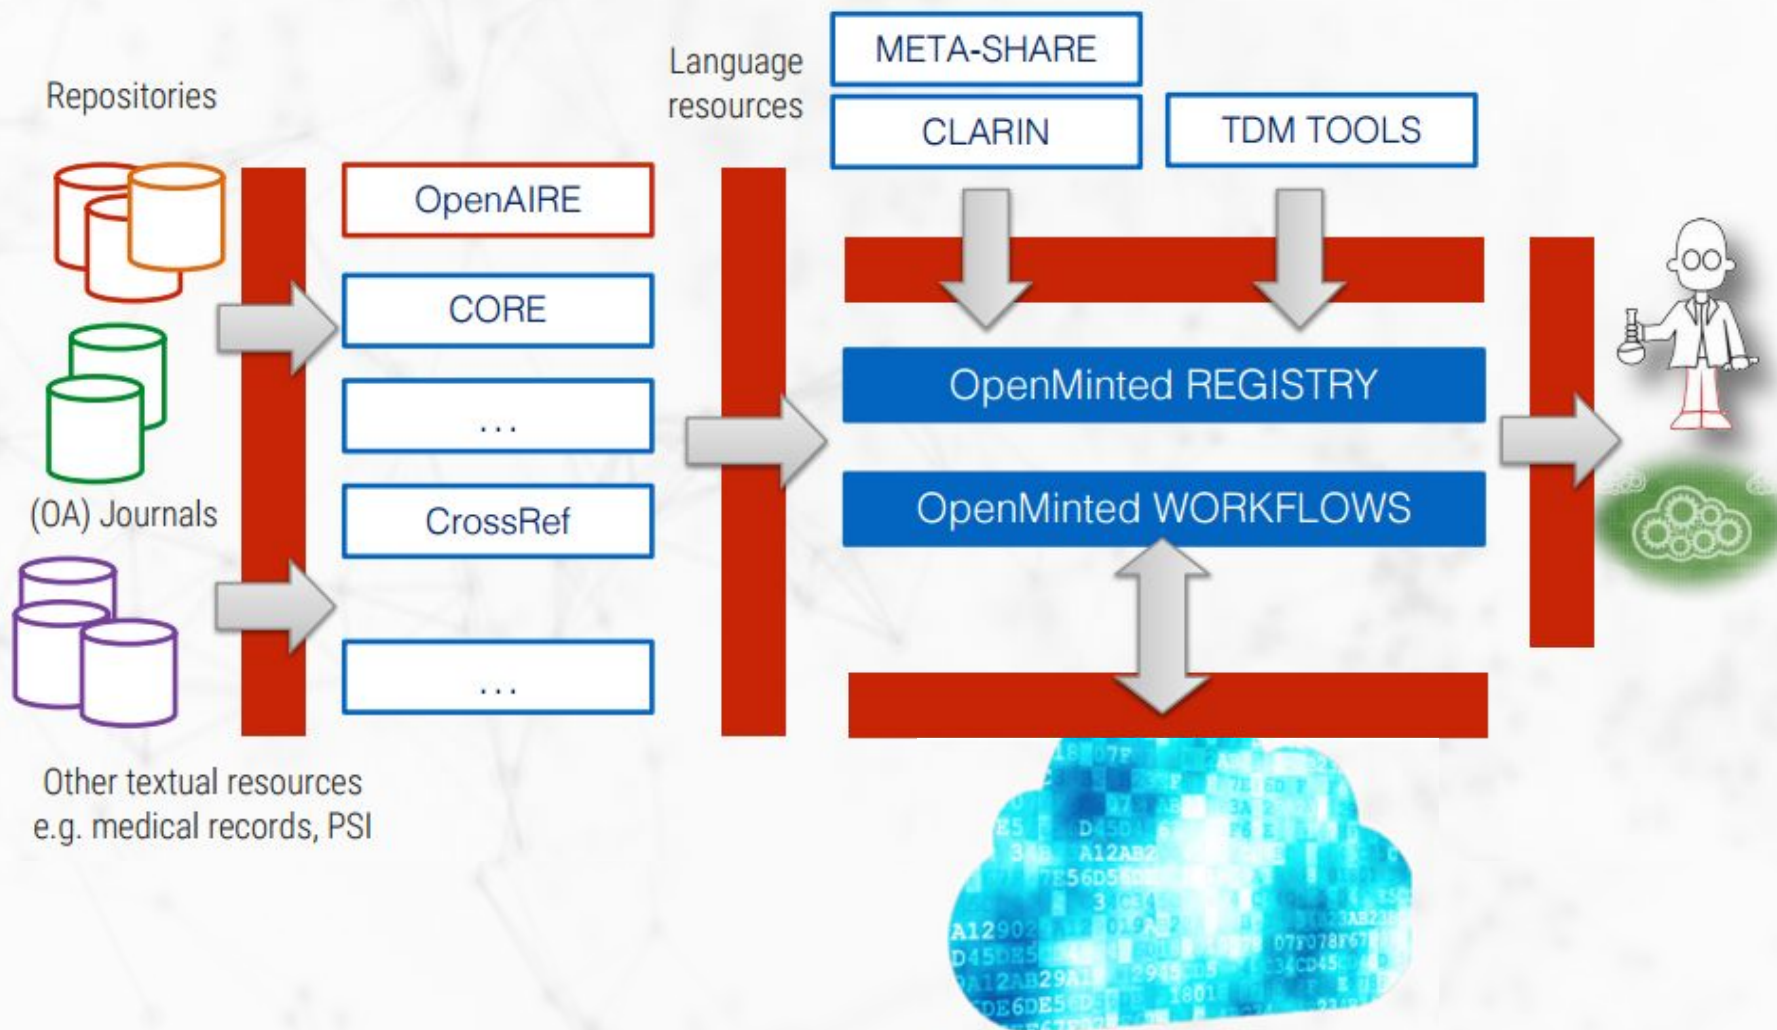 Repositories
Language
resources
META-SHARE
CLARIN
TDM TOOLS
OpenAIRE
CORE
...
CrossRef
...
(OA) Journals
Other textual resources
e.g. medical records, PSI
OpenMinted REGISTRY
OpenMinted WORKFLOWS